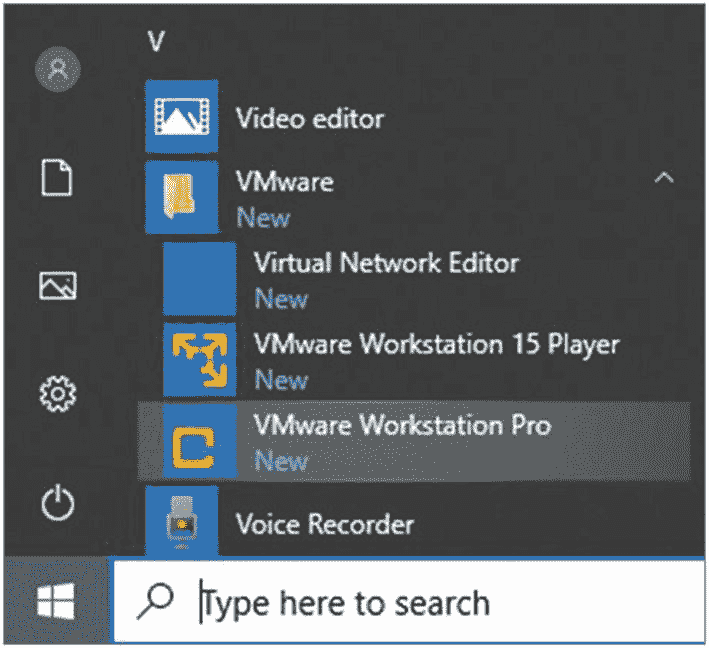 V
Video editor
VMware
New
Virtual Network Editor
New
VMware Workstation 15 Player
New
VMware Workstation Pro
New
Voice Recorder
Type here to search